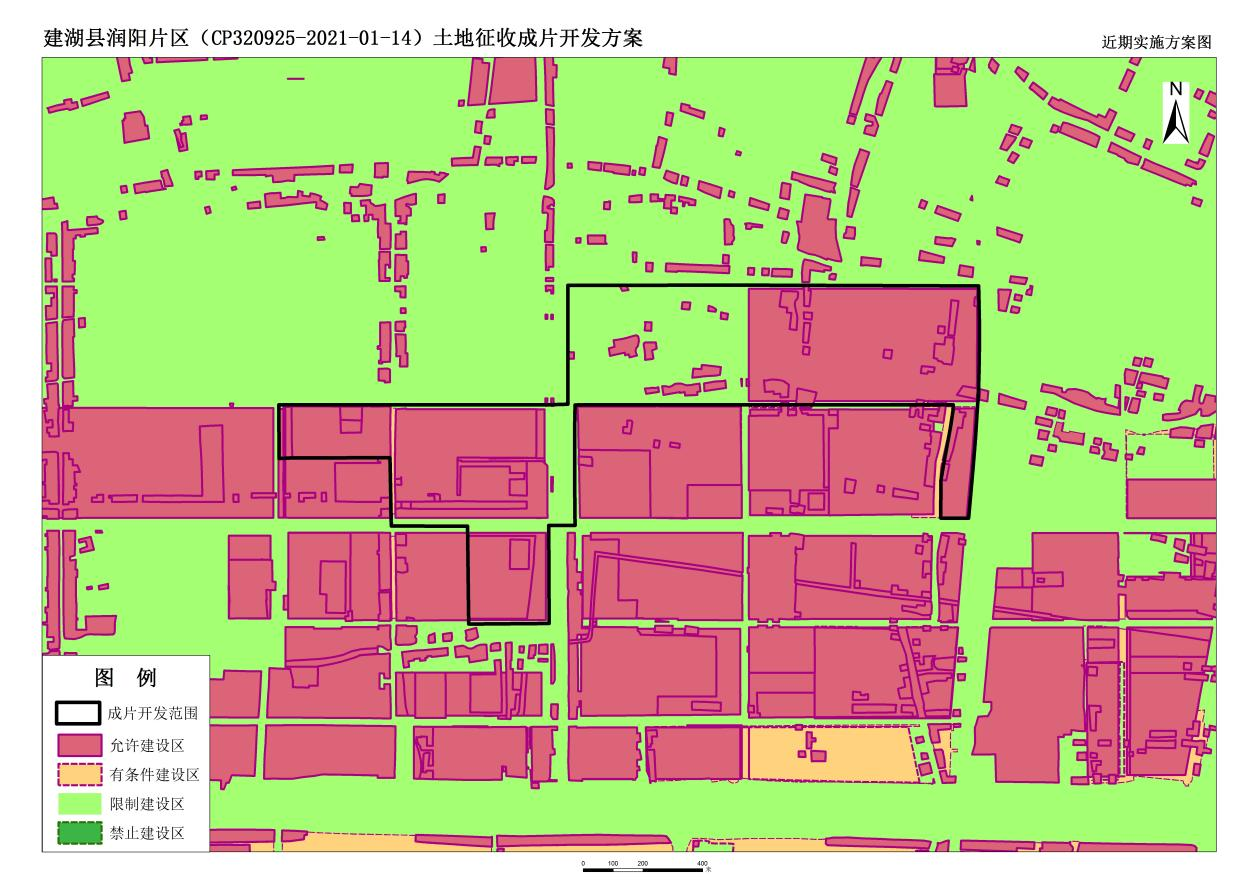 建湖县润阳片区（CP320925-2021-01-14）土地征收成片开发方案
近期实施方案图
N
图 例
成片开发范围
允许建设区
有条件建设区
限制建设区
禁止建设区
0 100 200 400
米